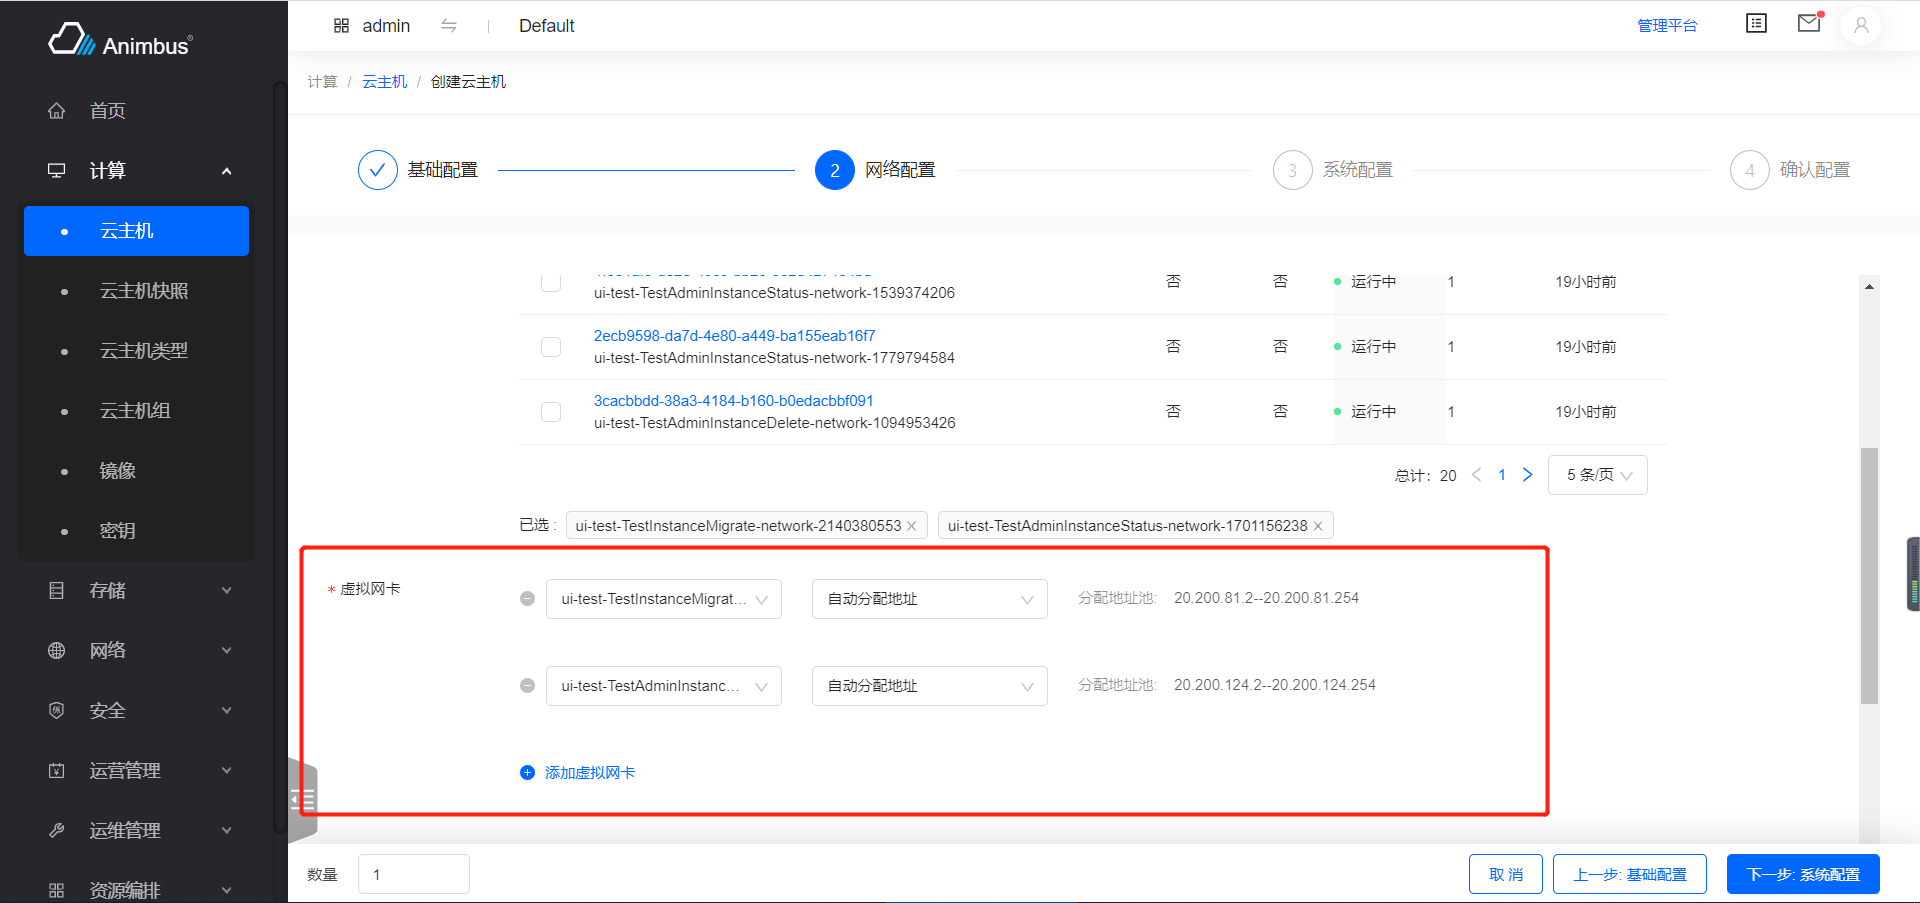 Animbus®
admin
Default
管理平台
首页
计算
云主机
云主机快照
云主机类型
云主机组
镜像
密钥
存储
网络
安全
运营管理
运维管理
资源编排
计算 / 云主机 / 创建云主机
基础配置
2 网络配置
3 系统配置
4 确认配置
ui-test-TestAdminInstanceStatus-network-1539374206 否 否 运行中 1 19小时前
2ecb9598-da7d-4e80-a449-ba155eab16f7
ui-test-TestAdminInstanceStatus-network-1779794584 否 否 运行中 1 19小时前
3cacbbdd-38a3-4184-b160-b0edacbbf091
ui-test-TestAdminInstanceDelete-network-1094953426 否 否 运行中 1 19小时前
总计: 20 1 5 条/页
已选 : ui-test-TestInstanceMigrate-network-2140380553 ui-test-TestAdminInstanceStatus-network-1701156238
* 虚拟网卡
ui-test-TestInstanceMigrat... 自动分配地址 分配地址池: 20.200.81.2--20.200.81.254
ui-test-TestAdminInstanc... 自动分配地址 分配地址池: 20.200.124.2--20.200.124.254
添加虚拟网卡
数量 1
取 消
上一步: 基础配置
下一步: 系统配置